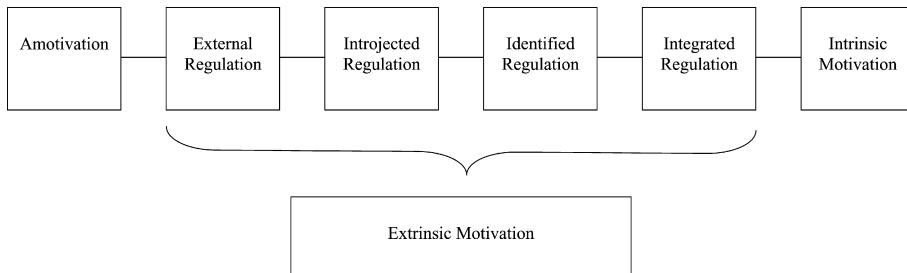 Amotivation
External
Regulation
Introjected
Regulation
Identified
Regulation
Integrated
Regulation
Intrinsic
Motivation
Extrinsic Motivation